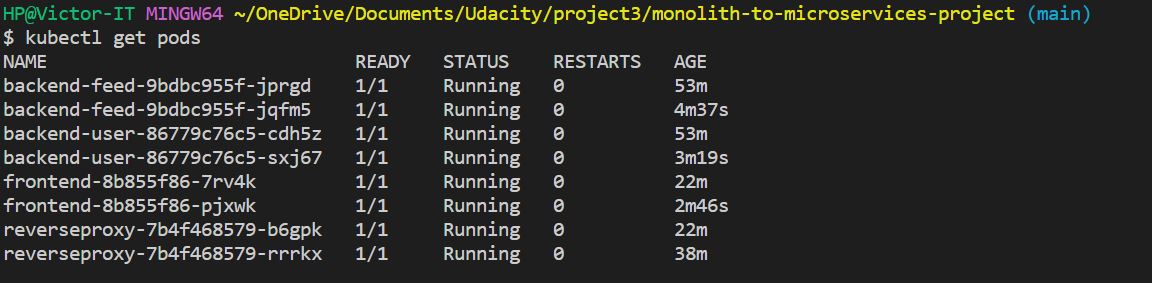 HP@Victor-IT MINGW64 ~/OneDrive/Documents/Udacity/project3/monolith-to-microservices-project (main)
$ kubectl get pods
NAME READY STATUS RESTARTS AGE
backend-feed-9bdbc955f-jprgd 1/1 Running 0 53m
backend-feed-9bdbc955f-jqfm5 1/1 Running 0 4m37s
backend-user-86779c76c5-cdh5z 1/1 Running 0 53m
backend-user-86779c76c5-sxj67 1/1 Running 0 3m19s
frontend-8b855f86-7rv4k 1/1 Running 0 22m
frontend-8b855f86-pjxwk 1/1 Running 0 2m46s
reverseproxy-7b4f468579-b6gpk 1/1 Running 0 22m
reverseproxy-7b4f468579-rrrkx 1/1 Running 0 38m